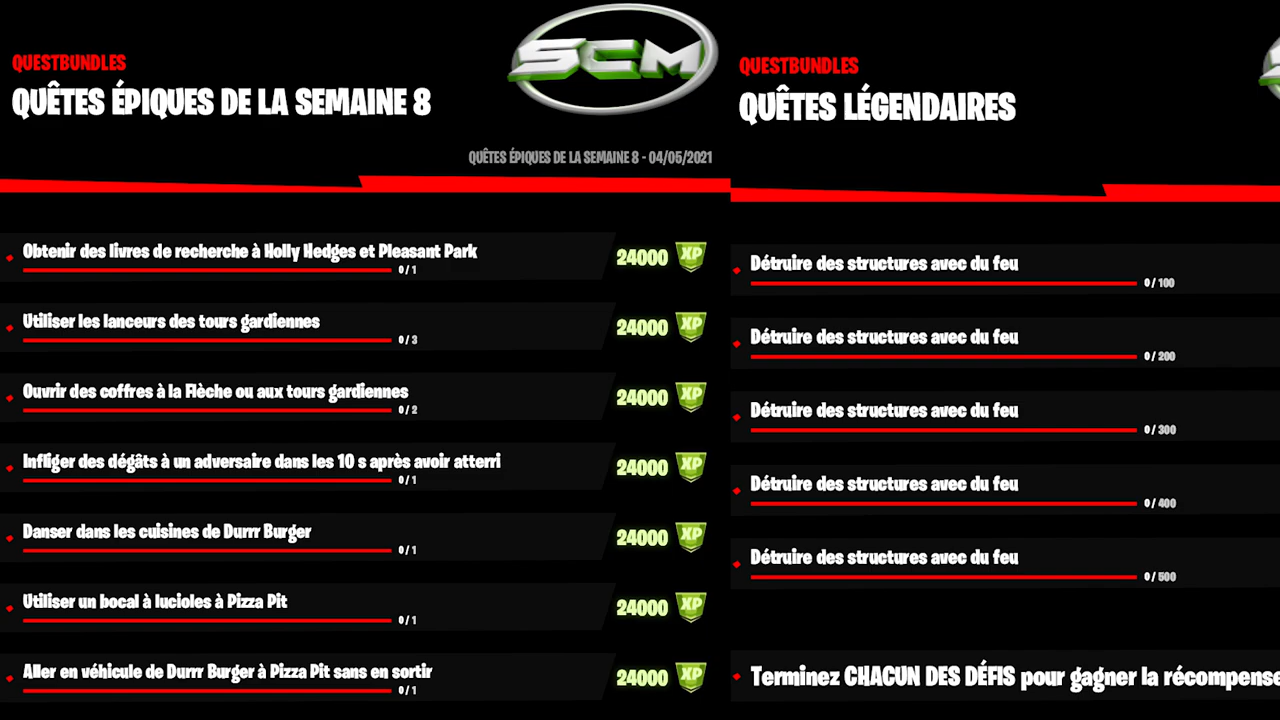 SCM
QUESTBUNDLES
QUÊTES ÉPIQUES DE LA SEMAINE 8
QUÊTES ÉPIQUES DE LA SEMAINE 8 - 04/05/2021
Obtenir des livres de recherche à Holly Hedges et Pleasant Park
0 / 1
24000 XP
Utiliser les lanceurs des tours gardiennes
0 / 3
24000 XP
Ouvrir des coffres à la Flèche ou aux tours gardiennes
0 / 2
24000 XP
Infliger des dégâts à un adversaire dans les 10 s après avoir atterri
0 / 1
24000 XP
Danser dans les cuisines de Durrr Burger
0 / 1
24000 XP
Utiliser un bocal à lucioles à Pizza Pit
0 / 1
24000 XP
Aller en véhicule de Durrr Burger à Pizza Pit sans en sortir
0 / 1
24000 XP
QUESTBUNDLES
QUÊTES LÉGENDAIRES
Détruire des structures avec du feu
0 / 100
Détruire des structures avec du feu
0 / 200
Détruire des structures avec du feu
0 / 300
Détruire des structures avec du feu
0 / 400
Détruire des structures avec du feu
0 / 500
Terminez CHACUN DES DÉFIS pour gagner la récompense